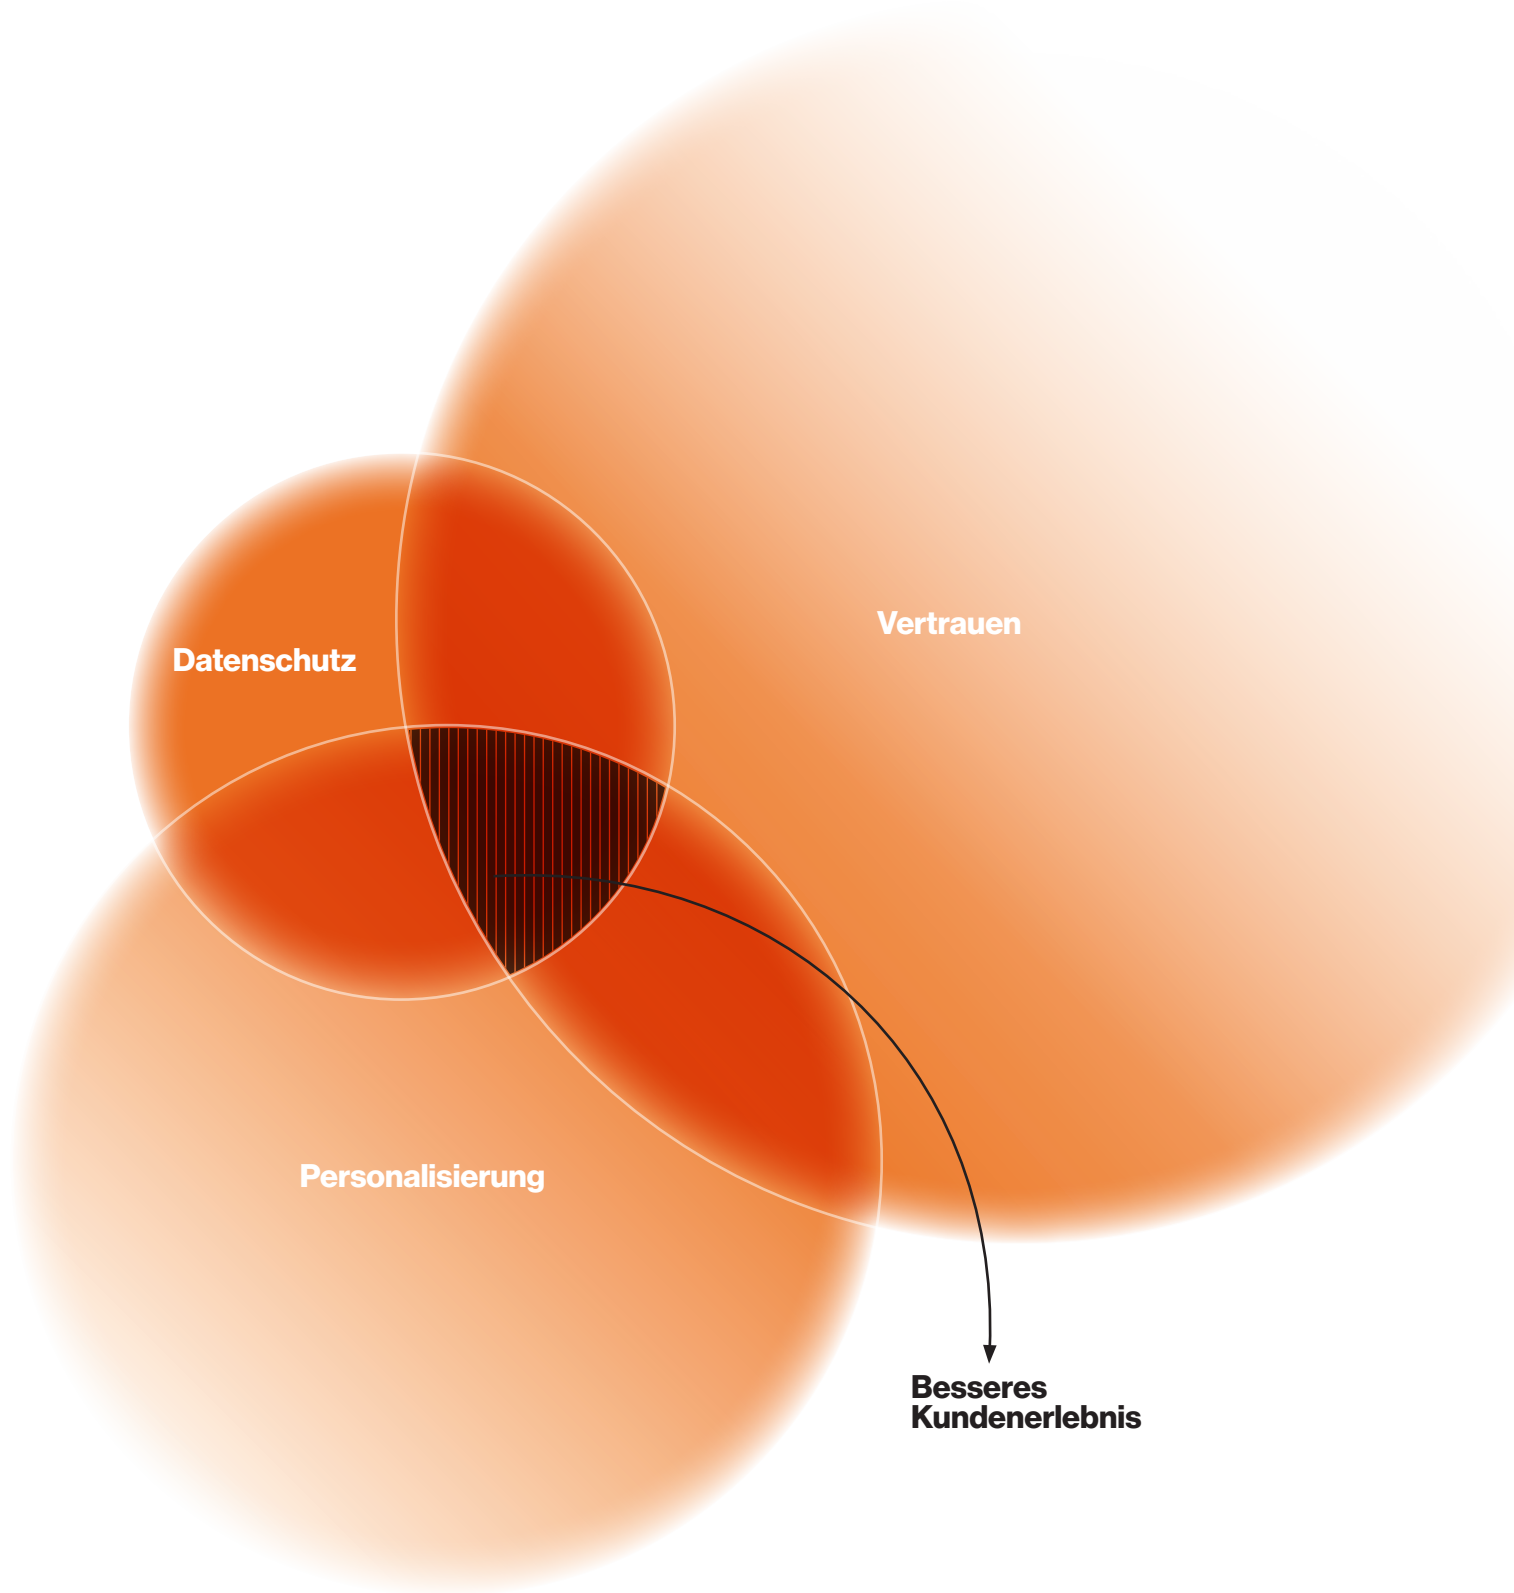 Vertrauen
Datenschutz
Personalisierung
Besseres
Kundenerlebnis